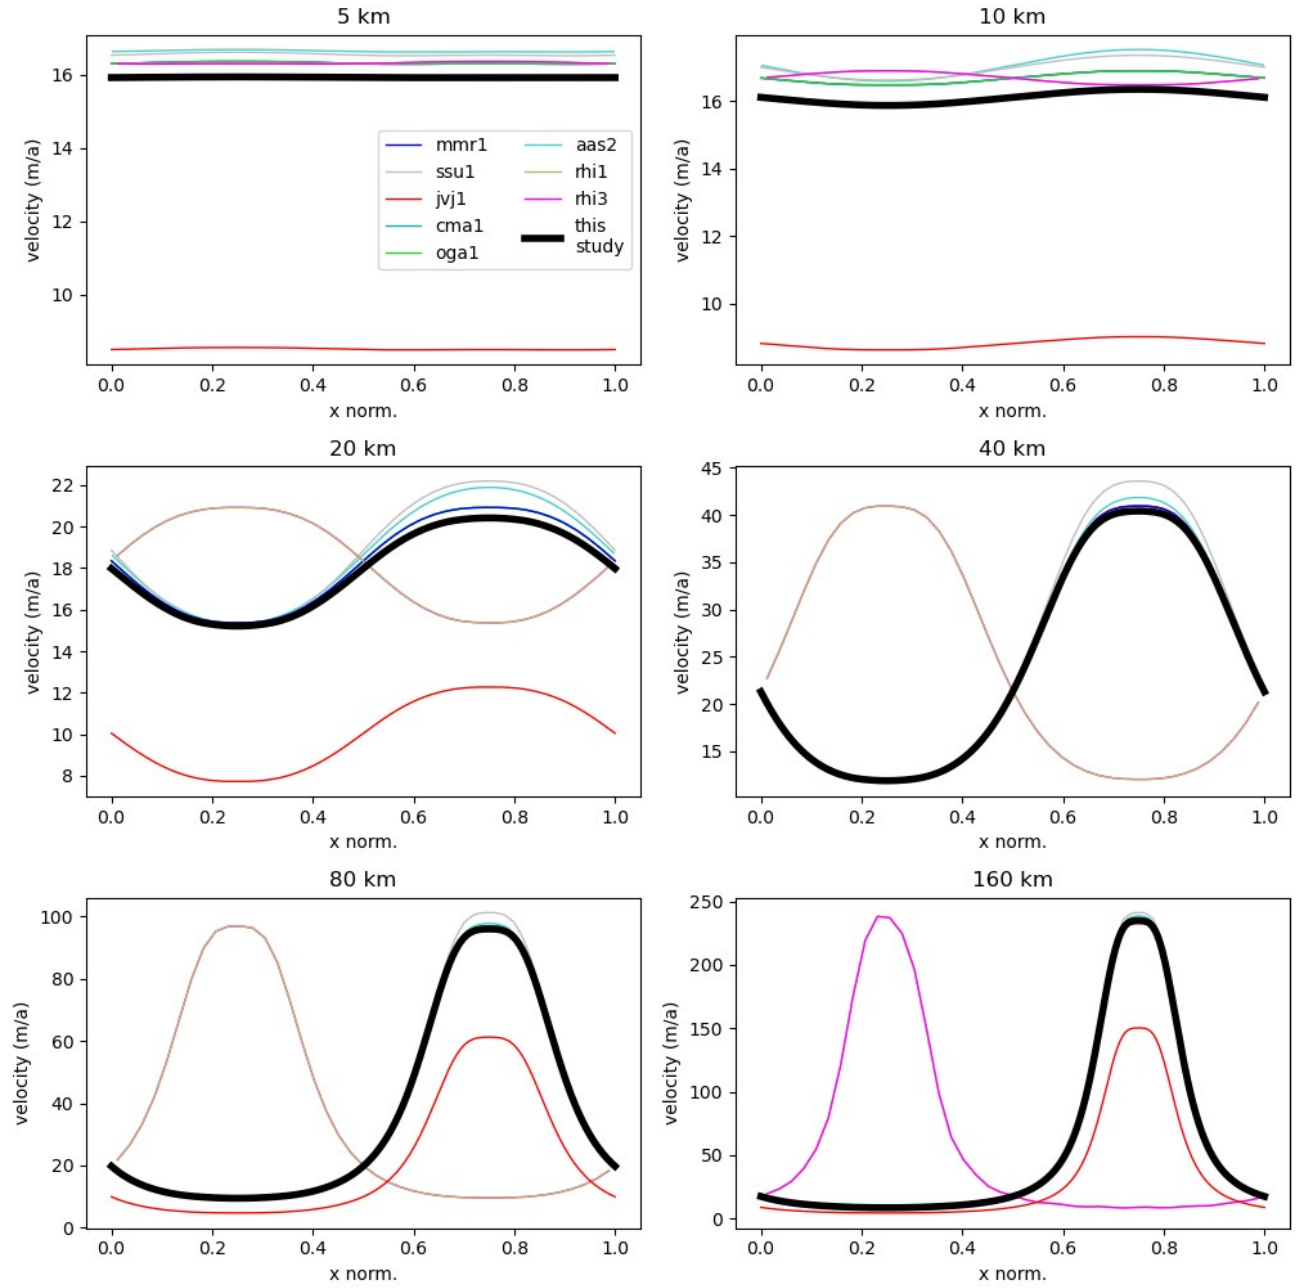 5 km
10 km
velocity (m/a)
16
14
12
10
mmr1
ssu1
jvj1
cma1
oga1
aas2
rhi1
rhi3
this
study
0.0 0.2 0.4 0.6 0.8 1.0
x norm.
velocity (m/a)
16
14
12
10
0.0 0.2 0.4 0.6 0.8 1.0
x norm.
20 km
40 km
velocity (m/a)
22
20
18
16
14
12
10
8
0.0 0.2 0.4 0.6 0.8 1.0
x norm.
velocity (m/a)
45
40
35
30
25
20
15
0.0 0.2 0.4 0.6 0.8 1.0
x norm.
80 km
160 km
velocity (m/a)
100
80
60
40
20
0
0.0 0.2 0.4 0.6 0.8 1.0
x norm.
velocity (m/a)
250
200
150
100
50
0
0.0 0.2 0.4 0.6 0.8 1.0
x norm.